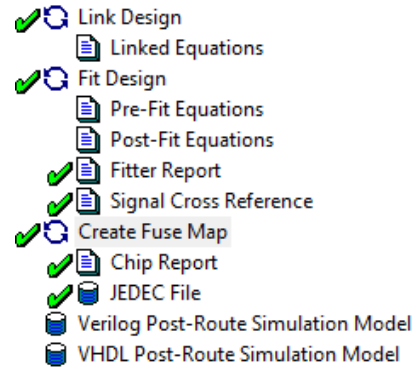 Link Design
Linked Equations
Fit Design
Pre-Fit Equations
Post-Fit Equations
Fitter Report
Signal Cross Reference
Create Fuse Map
Chip Report
JEDEC File
Verilog Post-Route Simulation Model
VHDL Post-Route Simulation Model